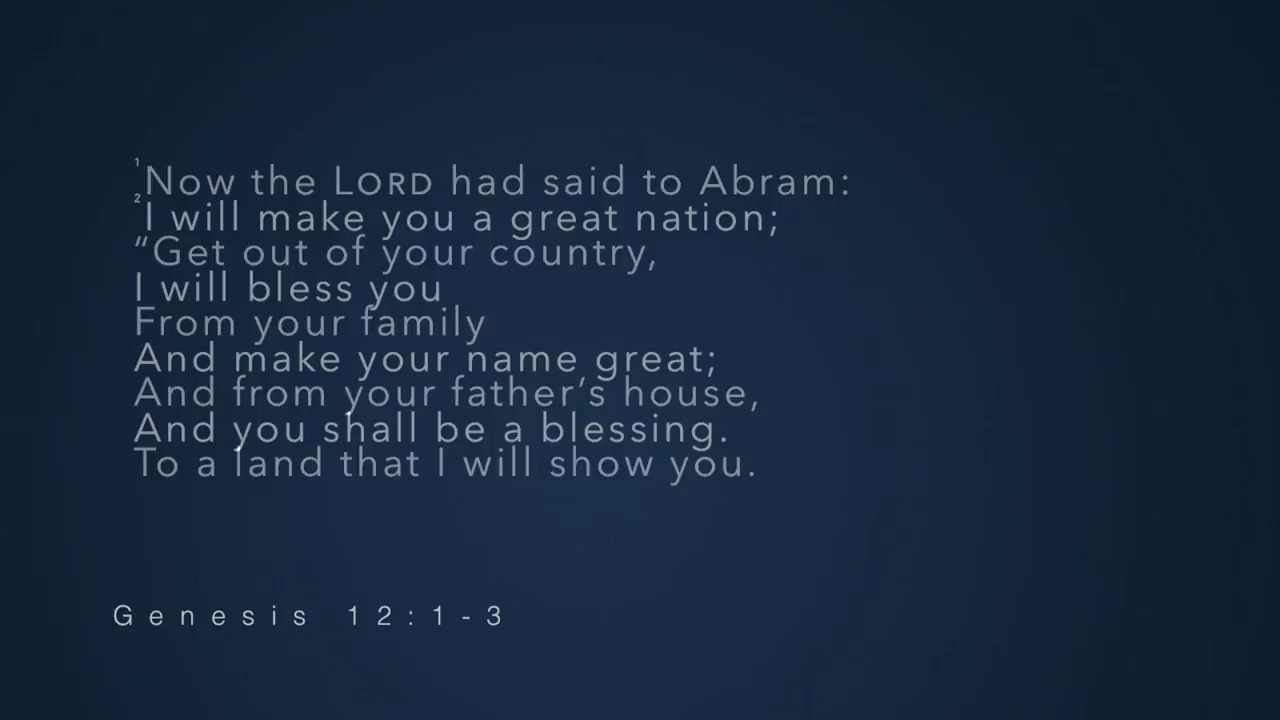 ¹Now the LORD had said to Abram:
²I will make you a great nation;
“Get out of your country,
I will bless you
From your family
And make your name great;
And from your father’s house,
And you shall be a blessing.
To a land that I will show you.
Genesis 12:1-3